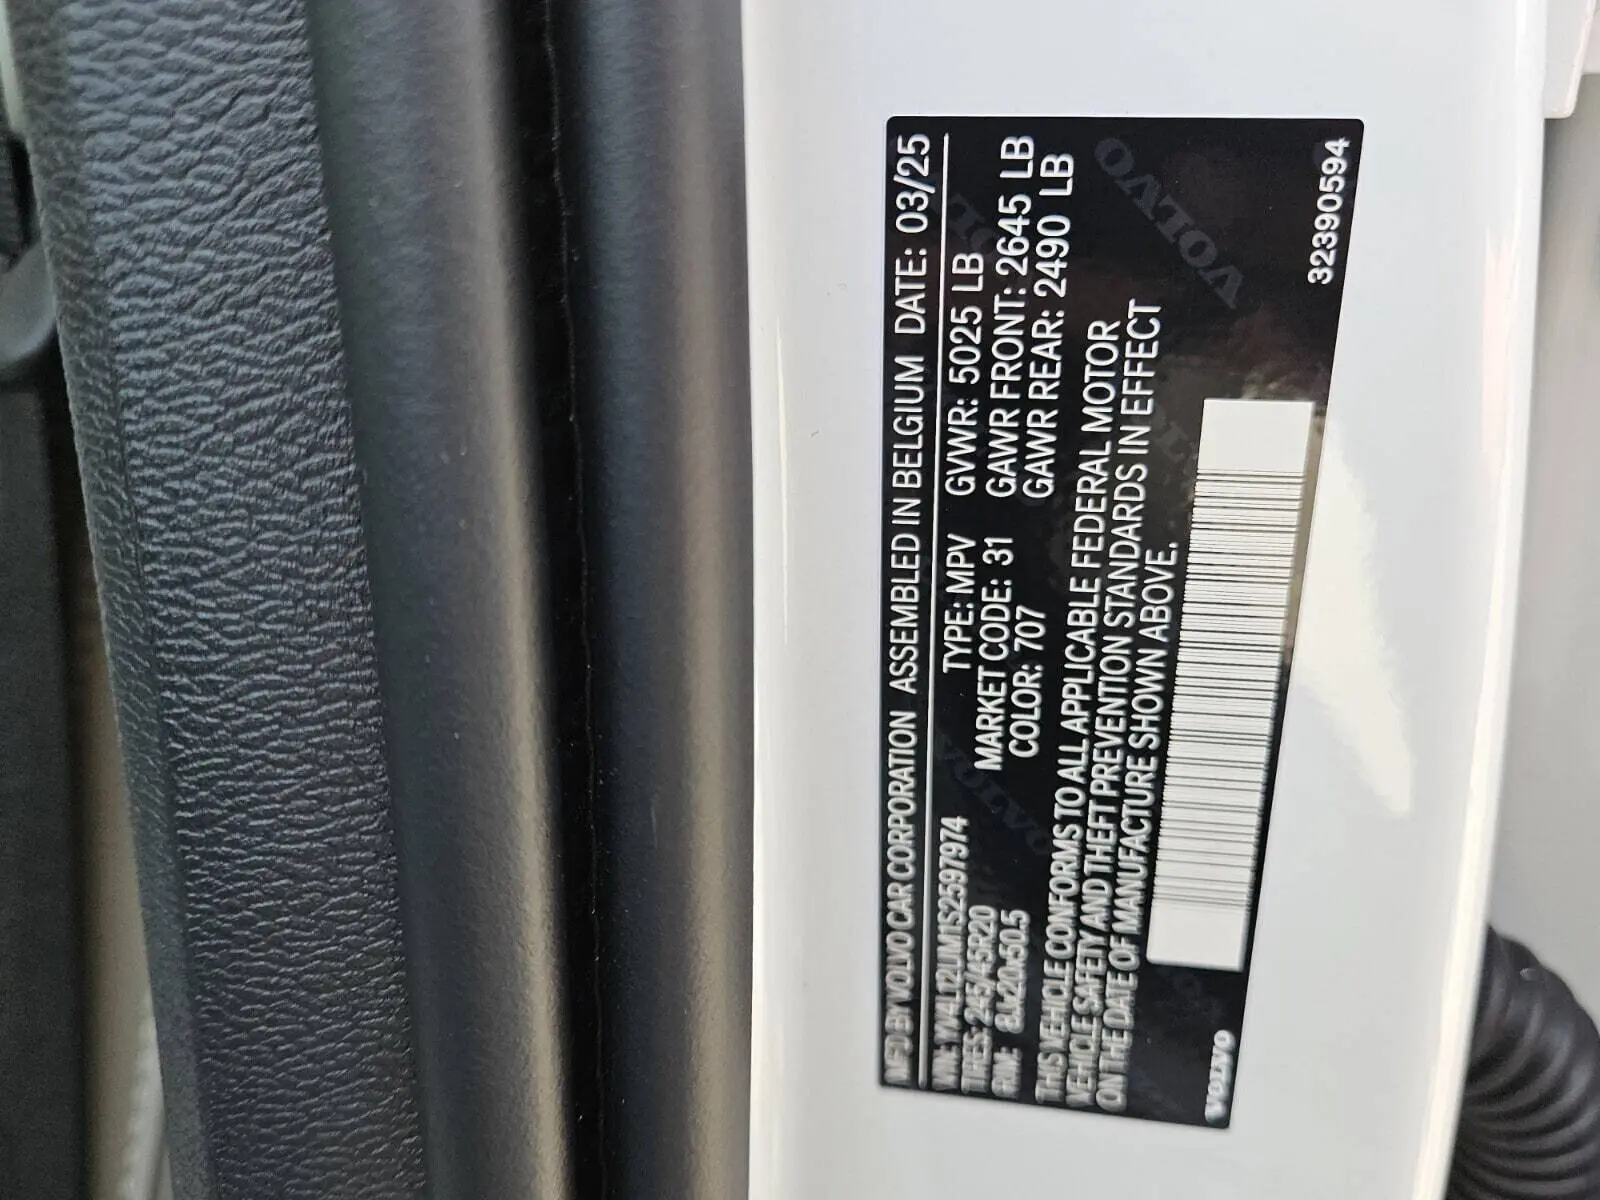 MFD BY VOLVO CAR CORPORATION ASSEMBLED IN BELGIUM DATE: 03/25
TYPE: MPV GVWR: 5025 LB
TIRES: 245/45R20 MARKET CODE: 31 GAWR FRONT: 2645 LB
RIM: 8Jx20x50.5 COLOR: 707 GAWR REAR: 2490 LB
THIS VEHICLE CONFORMS TO ALL APPLICABLE FEDERAL MOTOR
VEHICLE SAFETY AND THEFT PREVENTION STANDARDS IN EFFECT
ON THE DATE OF MANUFACTURE SHOWN ABOVE.
VOLVO 32390594